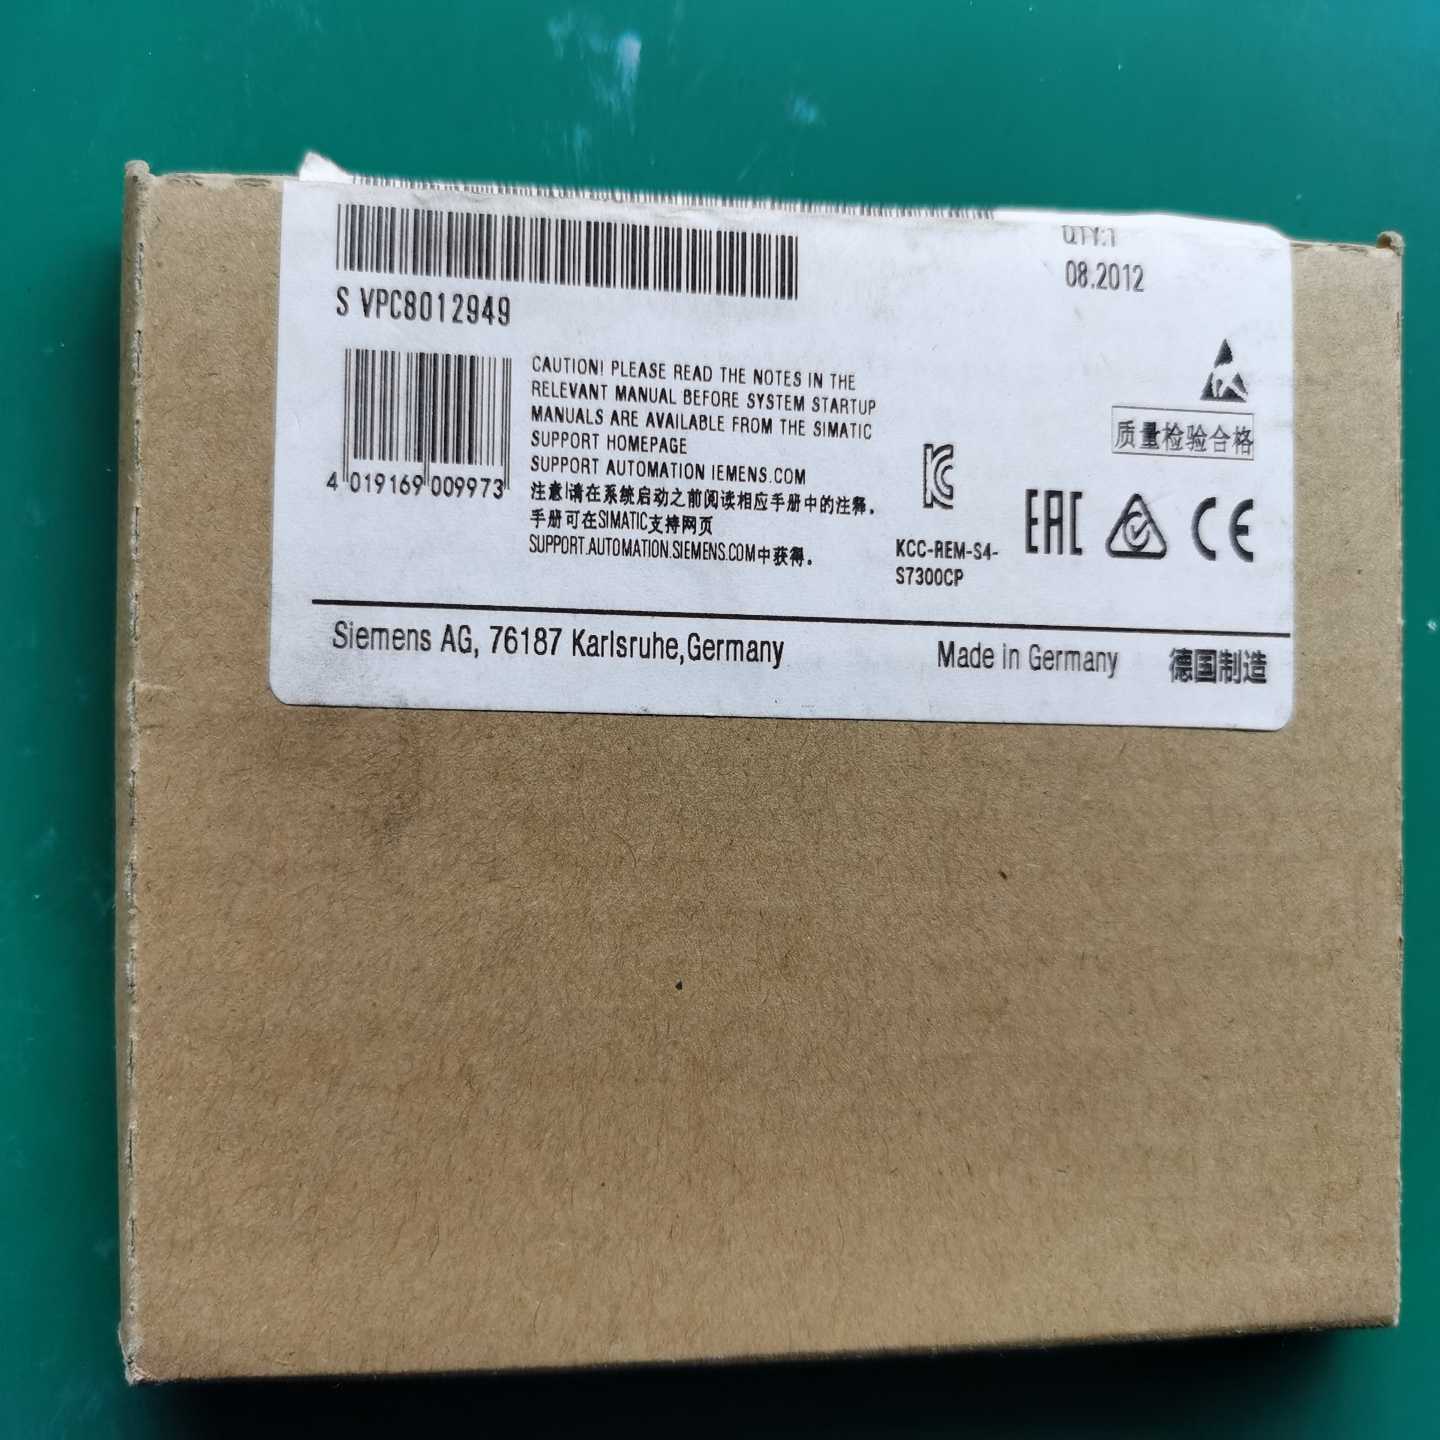 QTY:1
08.2012
S VPC8012949
4 019169 009973
CAUTION! PLEASE READ THE NOTES IN THE
RELEVANT MANUAL BEFORE SYSTEM STARTUP
MANUALS ARE AVAILABLE FROM THE SIMATIC
SUPPORT HOMEPAGE
SUPPORT AUTOMATION IEMENS.COM
注意!请在系统启动之前阅读相应手册中的注释。
手册可在SIMATIC支持网页
SUPPORT.AUTOMATION.SIEMENS.COM中获得。
质量检验合格
KCC-REM-S4-
S7300CP
EAC
CE
Siemens AG, 76187 Karlsruhe,Germany
Made in Germany
德国制造